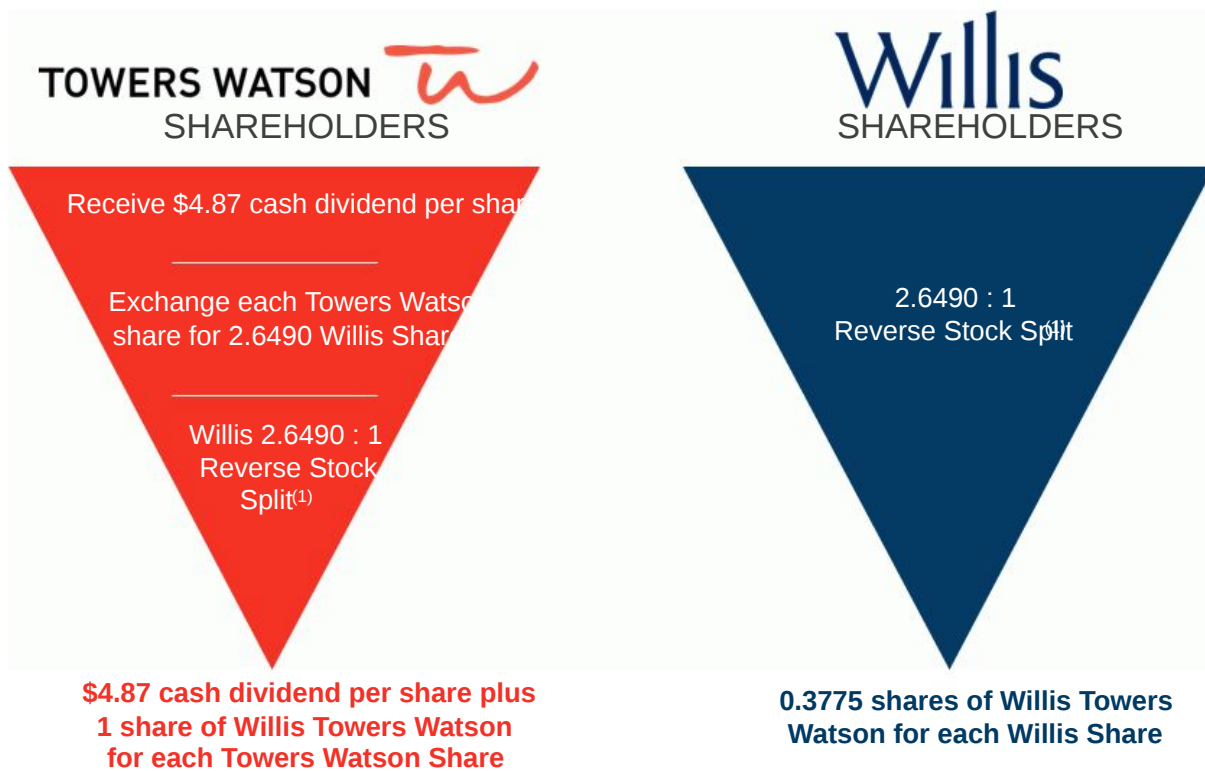 TOWERS WATSON
SHAREHOLDERS
Receive $4.87 cash dividend per share
Exchange each Towers Watson
share for 2.6490 Willis Shar
Willis 2.6490 : 1
Reverse Stock
Split(1)
$4.87 cash dividend per share plus
1 share of Willis Towers Watson
for each Towers Watson Share
Willis
SHAREHOLDERS
2.6490 : 1
Reverse Stock Split(1)
0.3775 shares of Willis Towers
Watson for each Willis Share